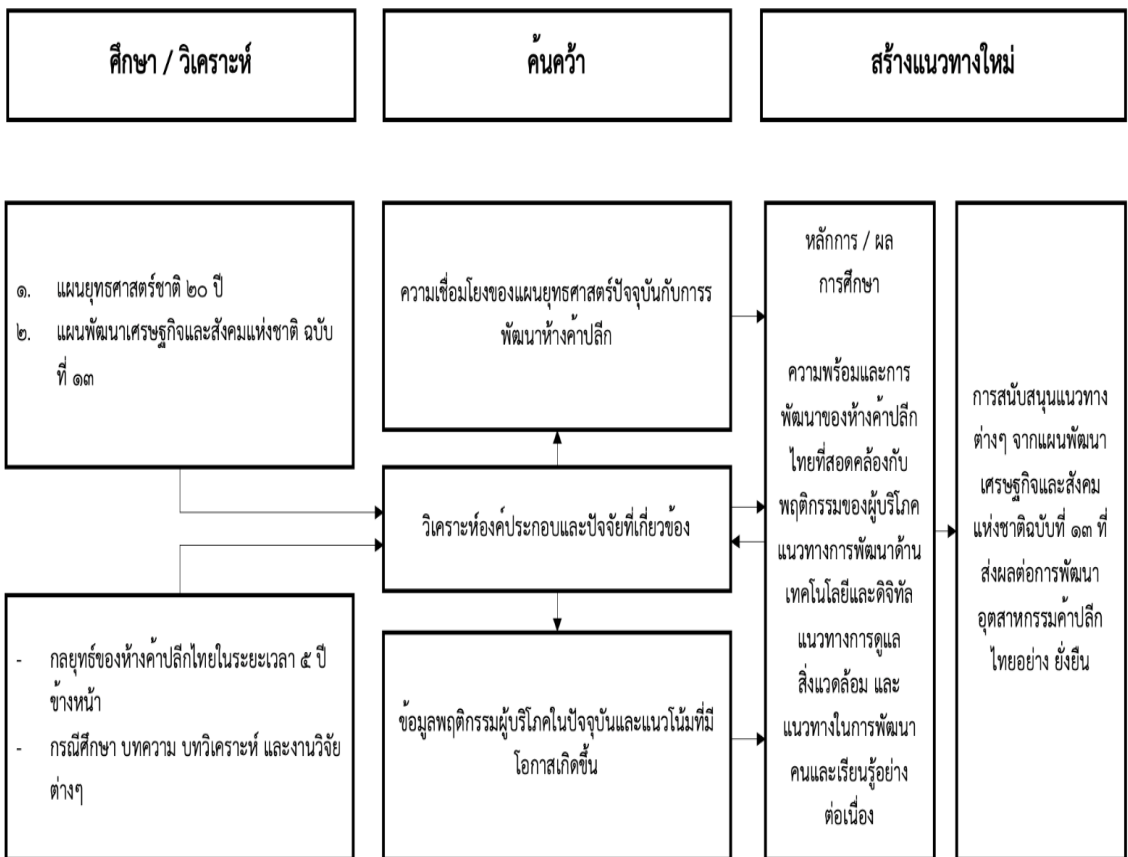 ศึกษา / วิเคราะห์
ค้นคว้า
สร้างแนวทางใหม่
๑. แผนยุทธศาสตร์ชาติ ๒๐ ปี
๒. แผนพัฒนาเศรษฐกิจและสังคมแห่งชาติ ฉบับ
ที่ ๑๓
- กลยุทธ์ของห้างค้าปลีกไทยในระยะเวลา ๕ ปี
ข้างหน้า
- กรณีศึกษา บทความ บทวิเคราะห์ และงานวิจัย
ต่างๆ
ความเชื่อมโยงของแผนยุทธศาสตร์ปัจจุบันกับการร
พัฒนาห้างค้าปลีก
วิเคราะห์องค์ประกอบและปัจจัยที่เกี่ยวข้อง
ข้อมูลพฤติกรรมผู้บริโภคในปัจจุบันและแนวโน้มที่มี
โอกาสเกิดขึ้น
หลักการ / ผล
การศึกษา
ความพร้อมและการ
พัฒนาของห้างค้าปลีก
ไทยที่สอดคล้องกับ
พฤติกรรมของผู้บริโภค
แนวทางการพัฒนาด้าน
เทคโนโลยีและดิจิทัล
แนวทางการดูแล
สิ่งแวดล้อม และ
แนวทางในการพัฒนา
คนและเรียนรู้อย่าง
ต่อเนื่อง
การสนับสนุนแนวทาง
ต่างๆ จากแผนพัฒนา
เศรษฐกิจและสังคม
แห่งชาติฉบับที่ ๑๓ ที่
ส่งผลต่อการพัฒนา
อุตสาหกรรมค้าปลีก
ไทยอย่าง ยั่งยืน